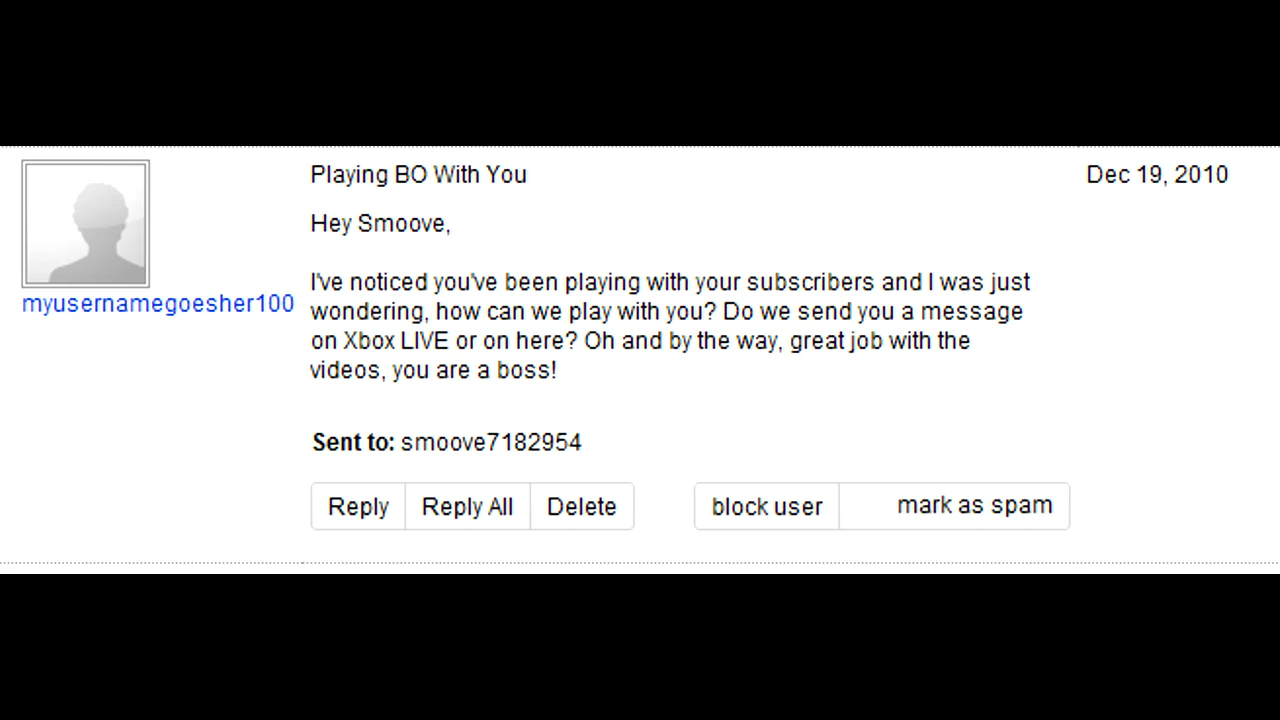 Playing BO With You
Dec 19, 2010
Hey Smoove,
myusernamegoesher100
I've noticed you've been playing with your subscribers and I was just
wondering, how can we play with you? Do we send you a message
on Xbox LIVE or on here? Oh and by the way, great job with the
videos, you are a boss!
Sent to: smoove7182954
Reply
Reply All
Delete
block user
mark as spam